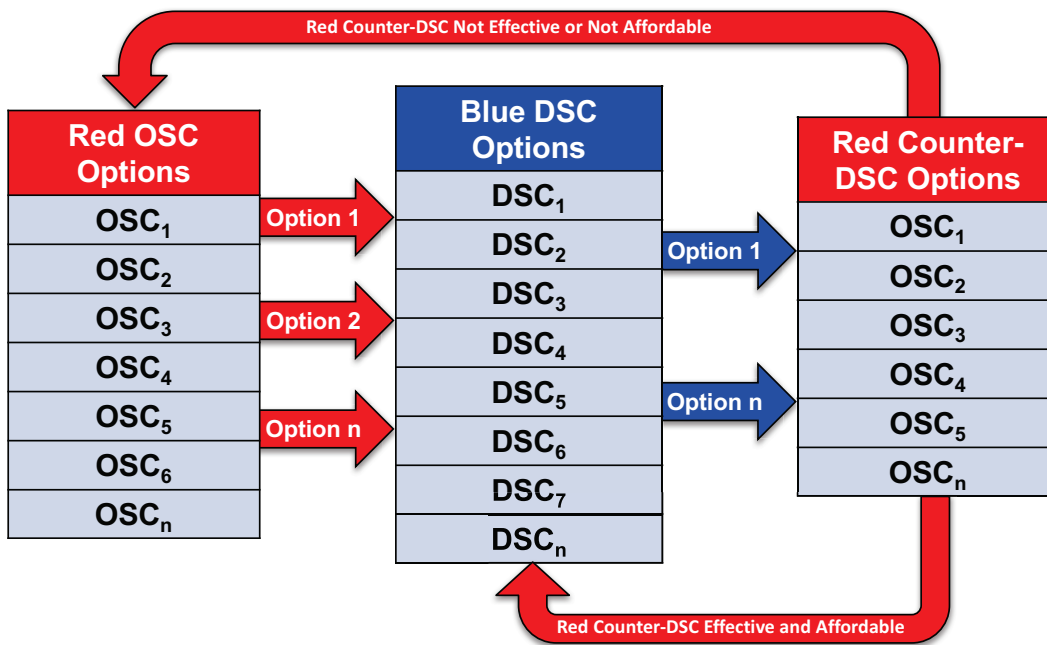 Red Counter-DSC Not Effective or Not Affordable
Red OSC
Options
OSC₁
OSC₂
OSC₃
OSC₄
OSC₅
OSC₆
OSCₙ
Option 1
Option 2
Option n
Blue DSC
Options
DSC₁
DSC₂
DSC₃
DSC₄
DSC₅
DSC₆
DSC₇
DSCₙ
Option 1
Option n
Red Counter-
DSC Options
OSC₁
OSC₂
OSC₃
OSC₄
OSC₅
OSCₙ
Red Counter-DSC Effective and Affordable